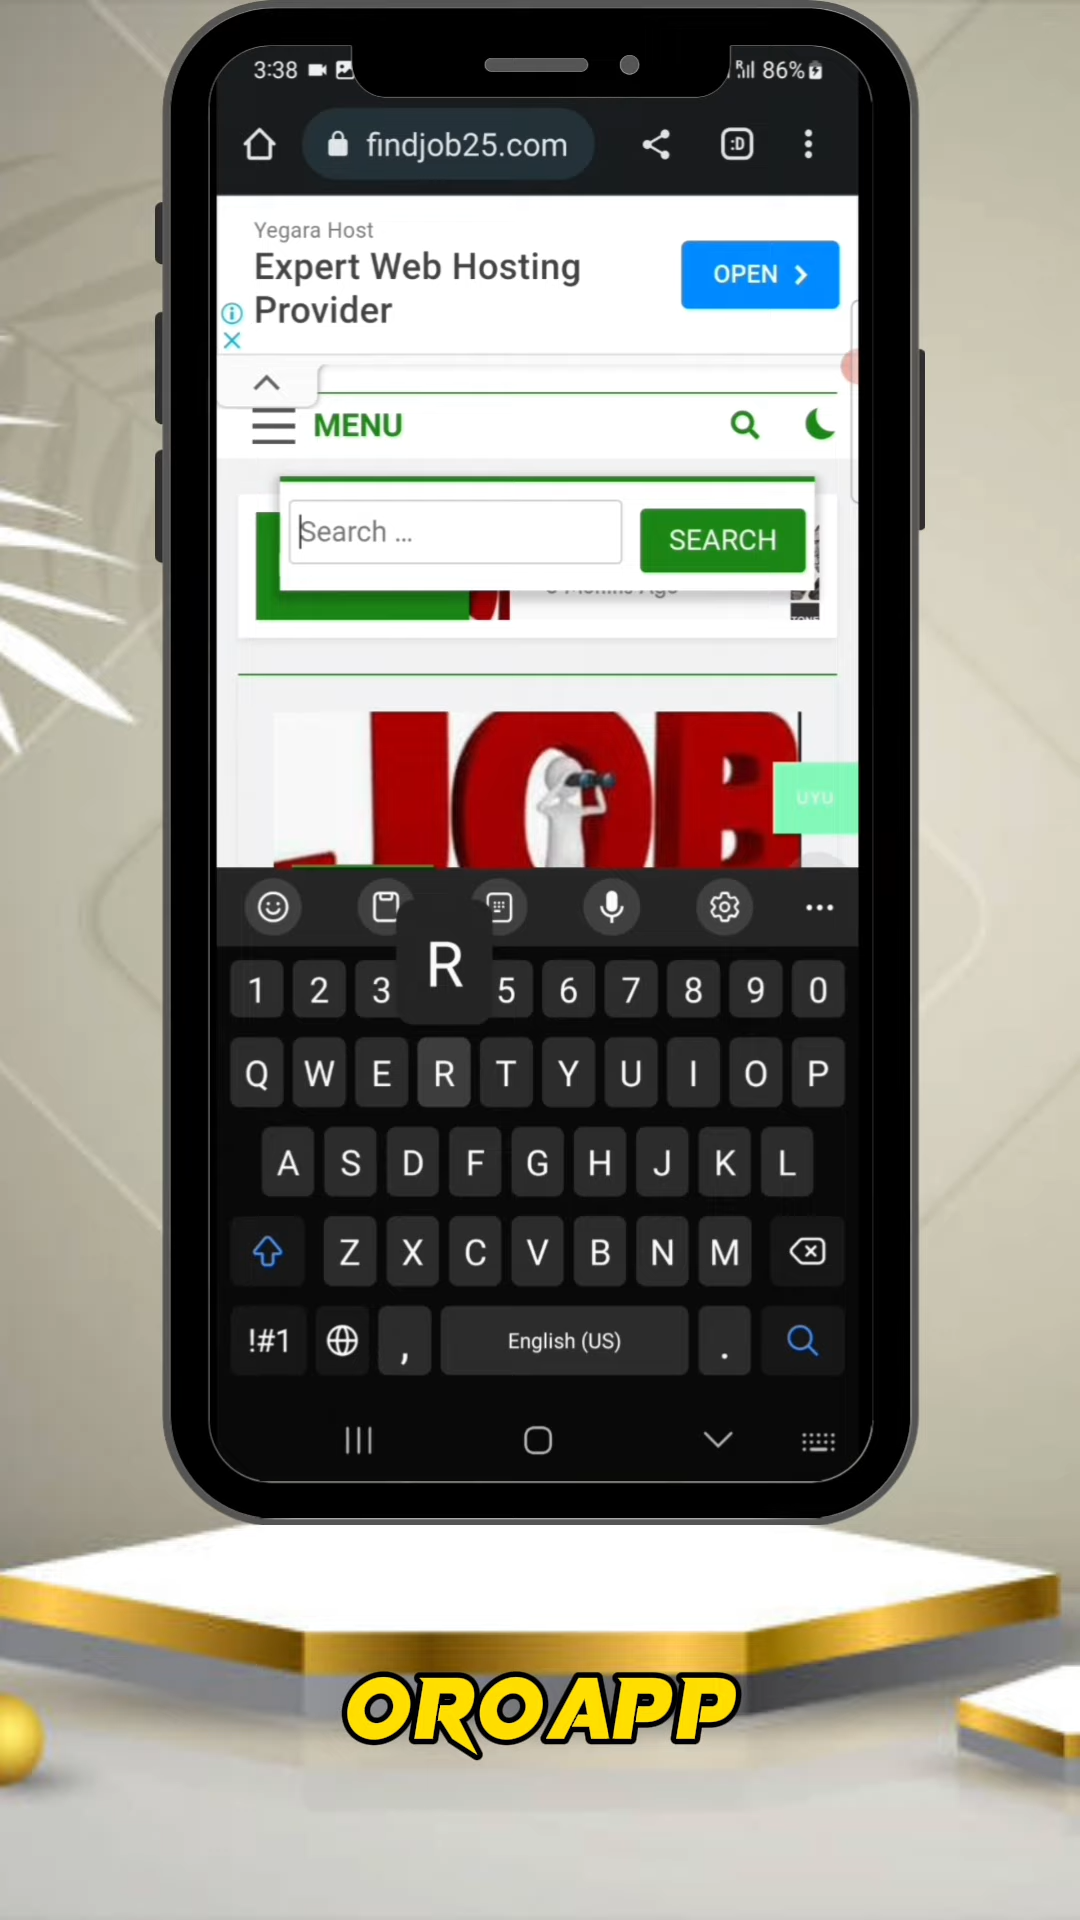 3:38
86%
:D
findjob25.com
Yegara Host
Expert Web Hosting
Provider
OPEN
MENU
Search ...
SEARCH
JOB
UYU
R
1 2 3 5 6 7 8 9 0
Q W E R T Y U I O P
A S D F G H J K L
Z X C V B N M
!#1 , English (US) .
OROAPP